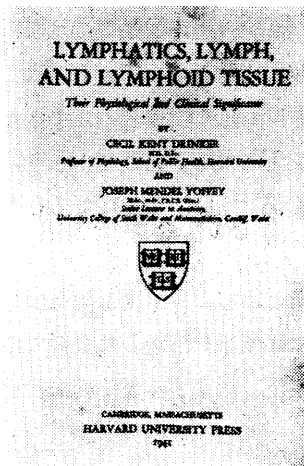 LYMPHATICS, LYMPH,
AND LYMPHOID TISSUE
Their Physiological and Clinical Significance
BY
CECIL KENT DRINKER
M.D., D.Sc.
Professor of Physiology, School of Public Health, Harvard University
AND
JOSEPH MENDEL YOFFEY
Senior Lecturer in Anatomy,
University College of South Wales and Monmouthshire, Cardiff, Wales
CAMBRIDGE, MASSACHUSETTS
HARVARD UNIVERSITY PRESS